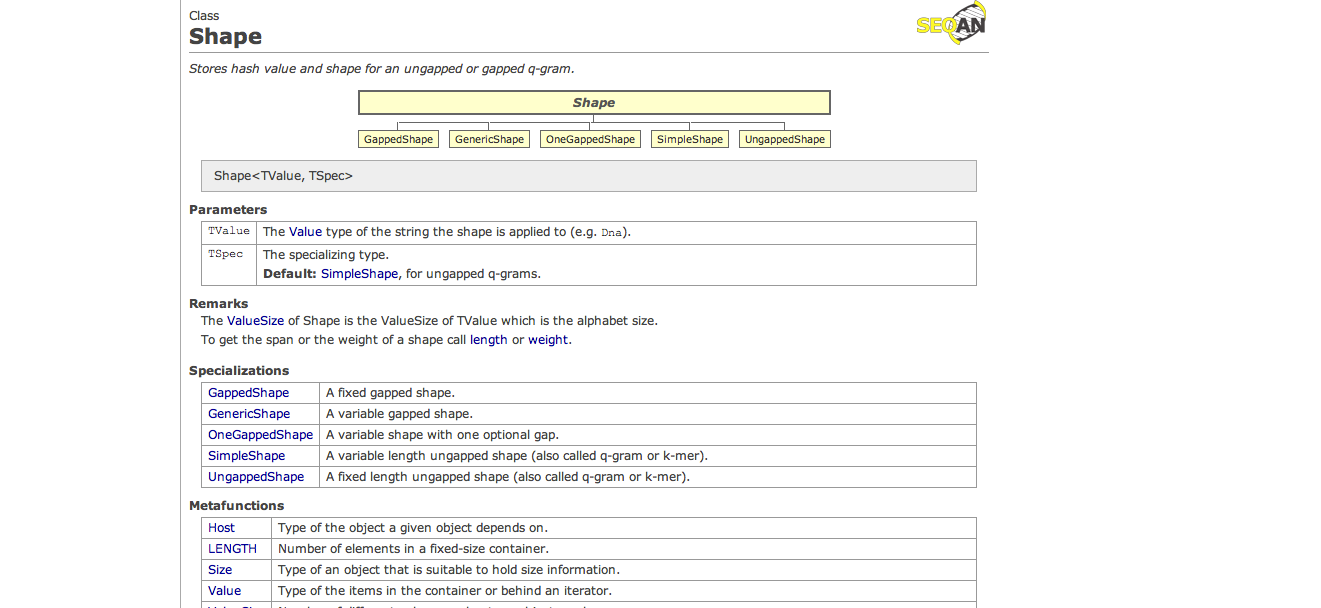 Class
Shape
SEQAN
Stores hash value and shape for an ungapped or gapped q-gram.
Shape
GappedShape GenericShape OneGappedShape SimpleShape UngappedShape
Shape<TValue, TSpec>
Parameters
TValue The Value type of the string the shape is applied to (e.g. Dna).
TSpec The specializing type.
Default: SimpleShape, for ungapped q-grams.
Remarks
The ValueSize of Shape is the ValueSize of TValue which is the alphabet size.
To get the span or the weight of a shape call length or weight.
Specializations
GappedShape A fixed gapped shape.
GenericShape A variable gapped shape.
OneGappedShape A variable shape with one optional gap.
SimpleShape A variable length ungapped shape (also called q-gram or k-mer).
UngappedShape A fixed length ungapped shape (also called q-gram or k-mer).
Metafunctions
Host Type of the object a given object depends on.
LENGTH Number of elements in a fixed-size container.
Size Type of an object that is suitable to hold size information.
Value Type of the items in the container or behind an iterator.